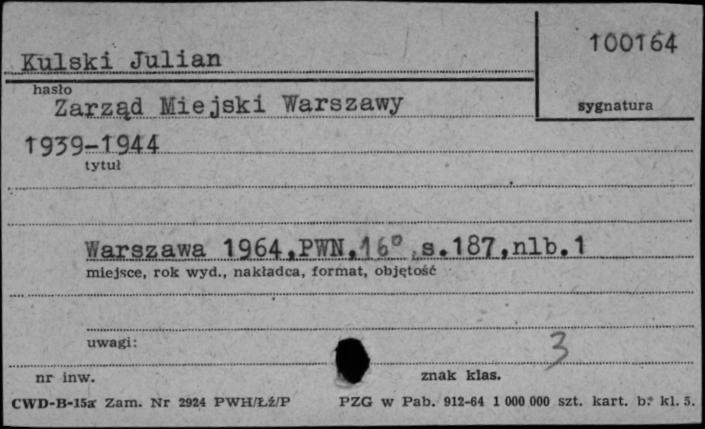 Kulski Julian
100164
hasło
Zarząd Miejski Warszawy
sygnatura
1939-1944
tytuł
Warszawa 1964, PWN, 16° , s.187, nlb.1
miejsce, rok wyd., nakładca, format, objętość
uwagi:
3
nr inw.
znak klas.
CWD-B-15a Zam. Nr 2924 PWH/Łź/P
PZG w Pab. 912-64 1 000 000 szt. kart. b. kl. 5.